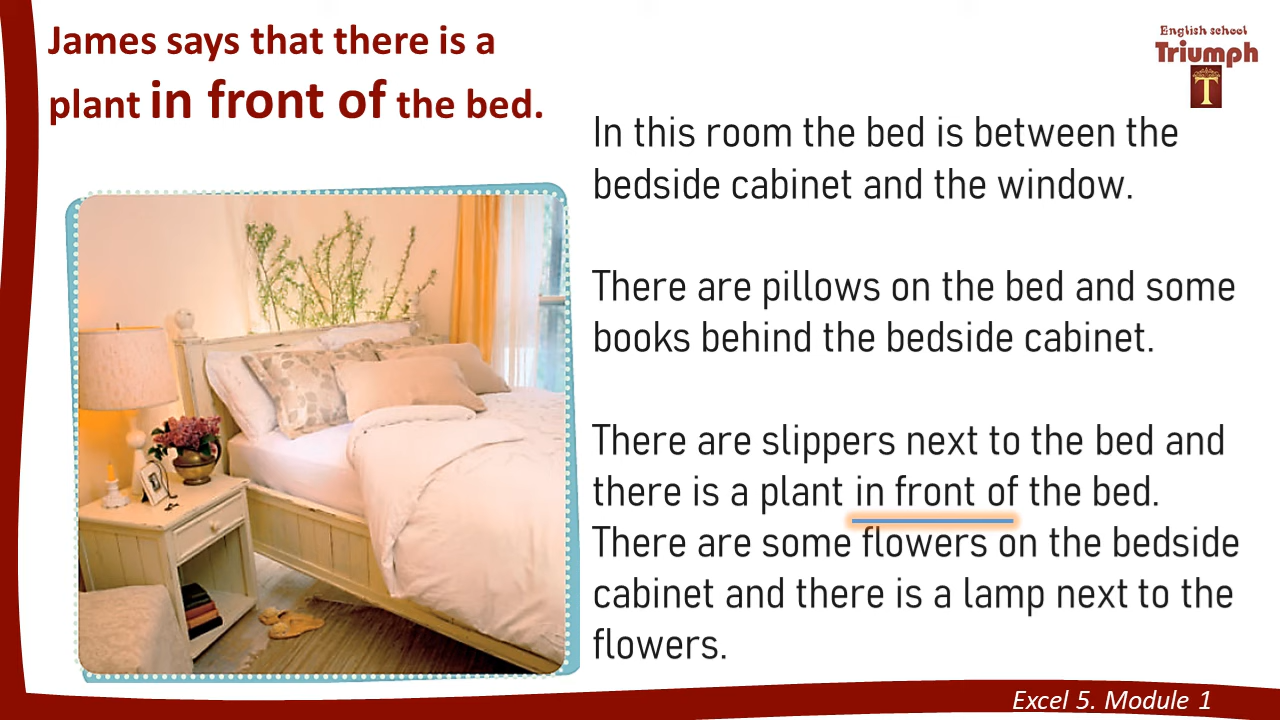 James says that there is a
plant in front of the bed.
English school
Triumph
T
In this room the bed is between the
bedside cabinet and the window.
There are pillows on the bed and some
books behind the bedside cabinet.
There are slippers next to the bed and
there is a plant in front of the bed.
There are some flowers on the bedside
cabinet and there is a lamp next to the
flowers.
Excel 5. Module 1